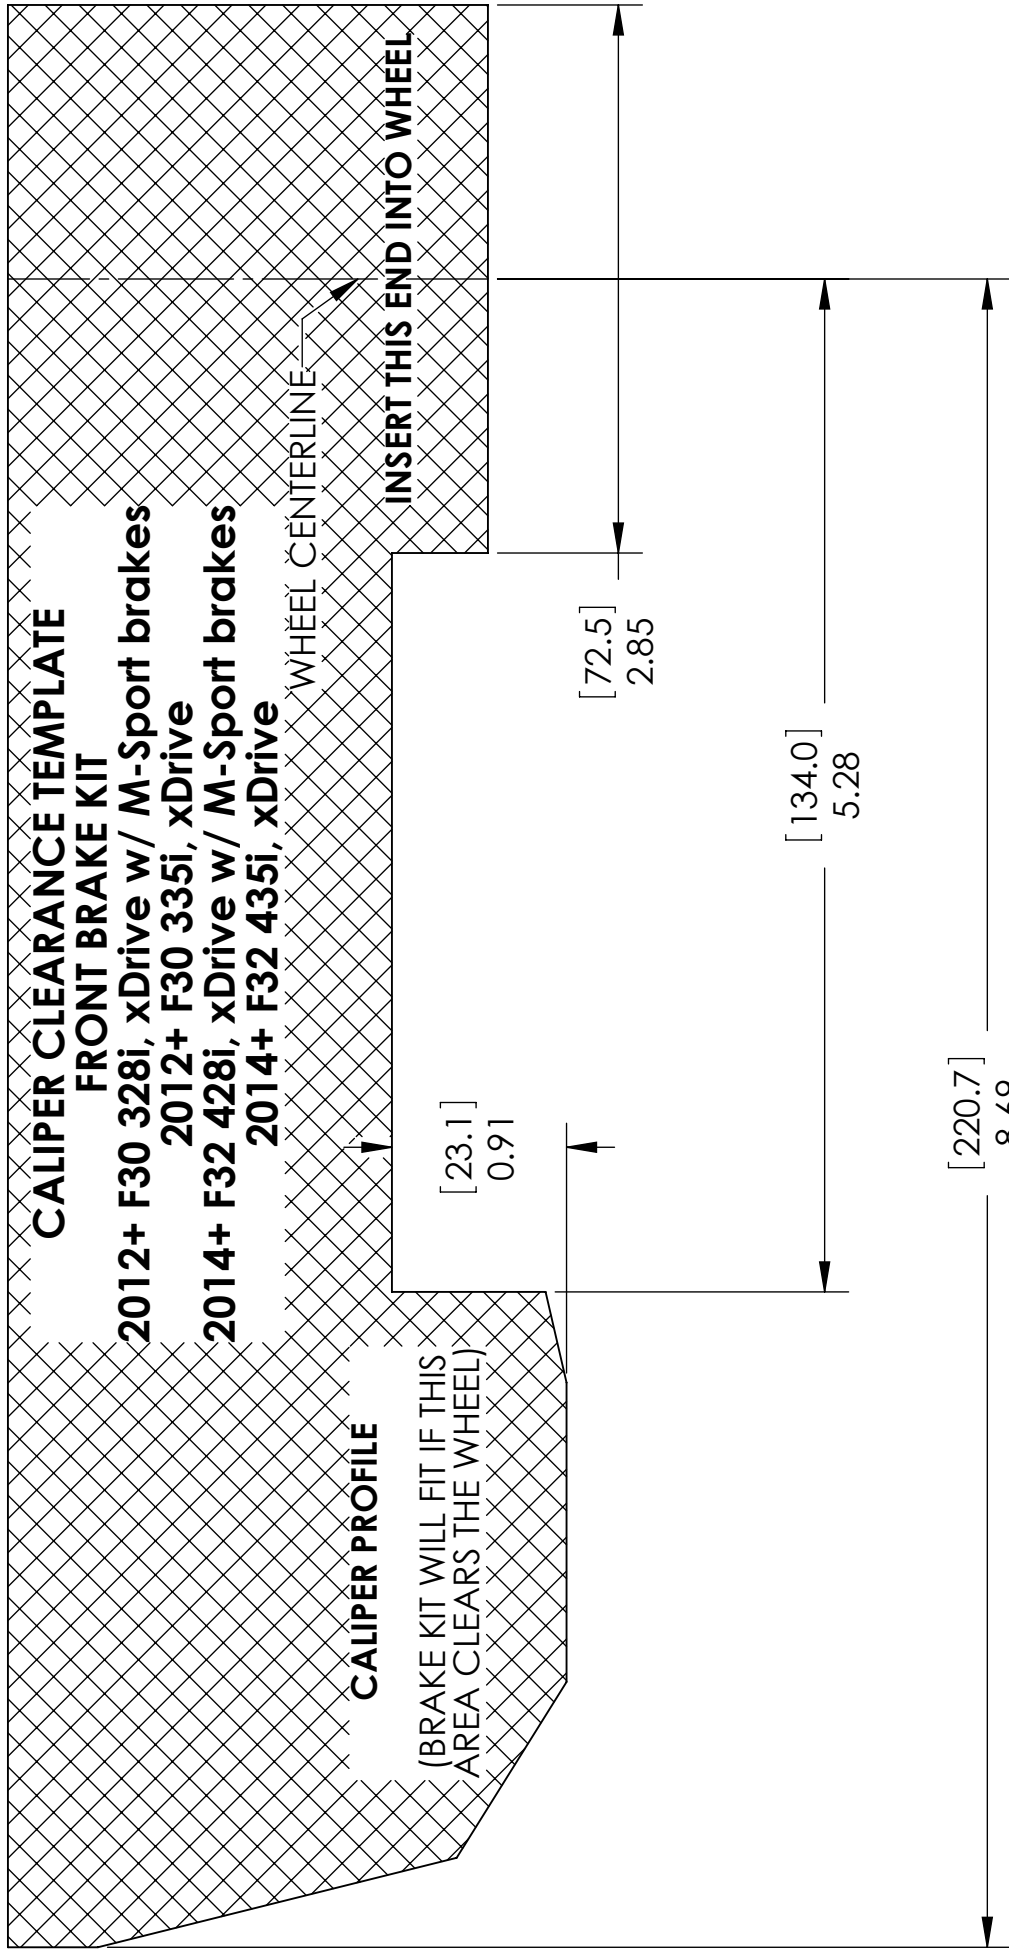 CALIPER CLEARANCE TEMPLATE
FRONT BRAKE KIT
2012+ F30 328i, xDrive w/ M-Sport brakes
2012+ F30 335i, xDrive
2014+ F32 428i, xDrive w/ M-Sport brakes
2014+ F32 435i, xDrive
WHEEL CENTERLINE
INSERT THIS END INTO WHEEL
CALIPER PROFILE
(BRAKE KIT WILL FIT IF THIS
AREA CLEARS THE WHEEL)
[23.1]
0.91
[72.5]
2.85
[134.0]
5.28
[220.7]
8.69